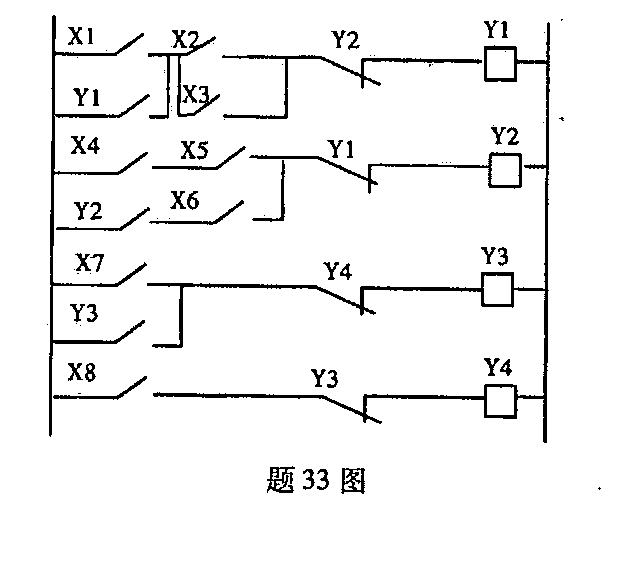 X1 X2 Y2 Y1
Y1 X3
X4 X5 Y1 Y2
Y2 X6
X7 Y4 Y3
Y3
X8 Y3 Y4
题33图